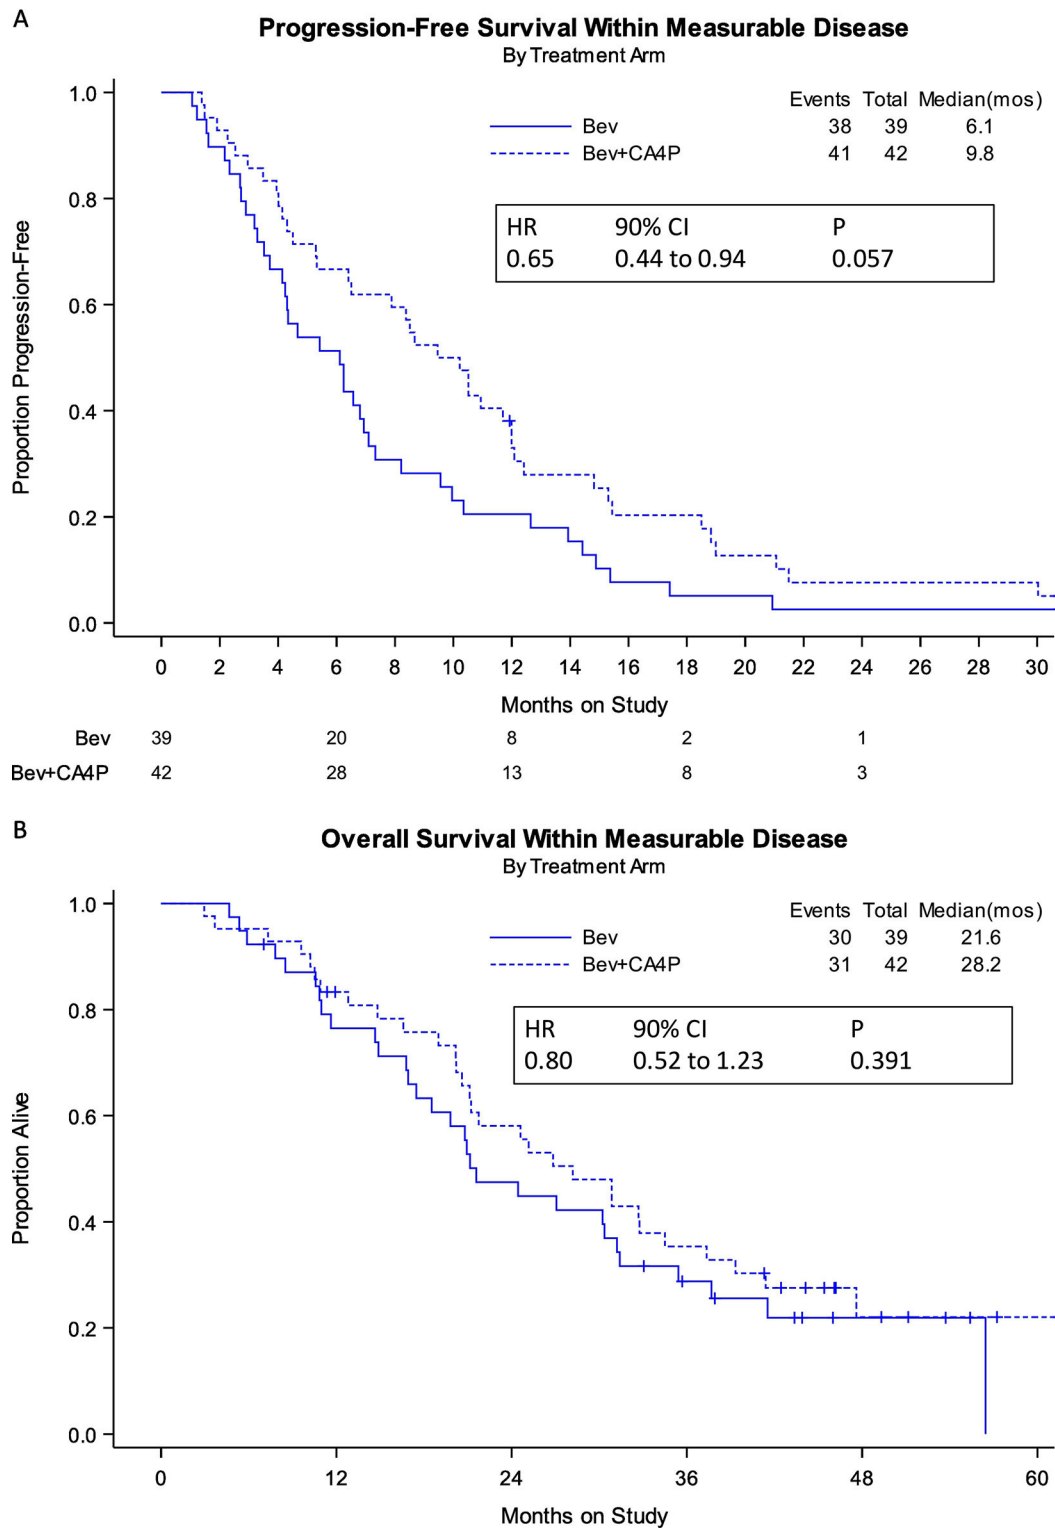 A
Progression-Free Survival Within Measurable Disease
By Treatment Arm
Events Total Median(mos)
Bev 38 39 6.1
Bev+CA4P 41 42 9.8
HR 90% CI P
0.65 0.44 to 0.94 0.057
Proportion Progression-Free
1.0
0.8
0.6
0.4
0.2
0.0
0 2 4 6 8 10 12 14 16 18 20 22 24 26 28 30
Months on Study
Bev 39 20 8 2 1
Bev+CA4P 42 28 13 8 3
B
Overall Survival Within Measurable Disease
By Treatment Arm
Events Total Median(mos)
Bev 30 39 21.6
Bev+CA4P 31 42 28.2
HR 90% CI P
0.80 0.52 to 1.23 0.391
Proportion Alive
1.0
0.8
0.6
0.4
0.2
0.0
0 12 24 36 48 60
Months on Study